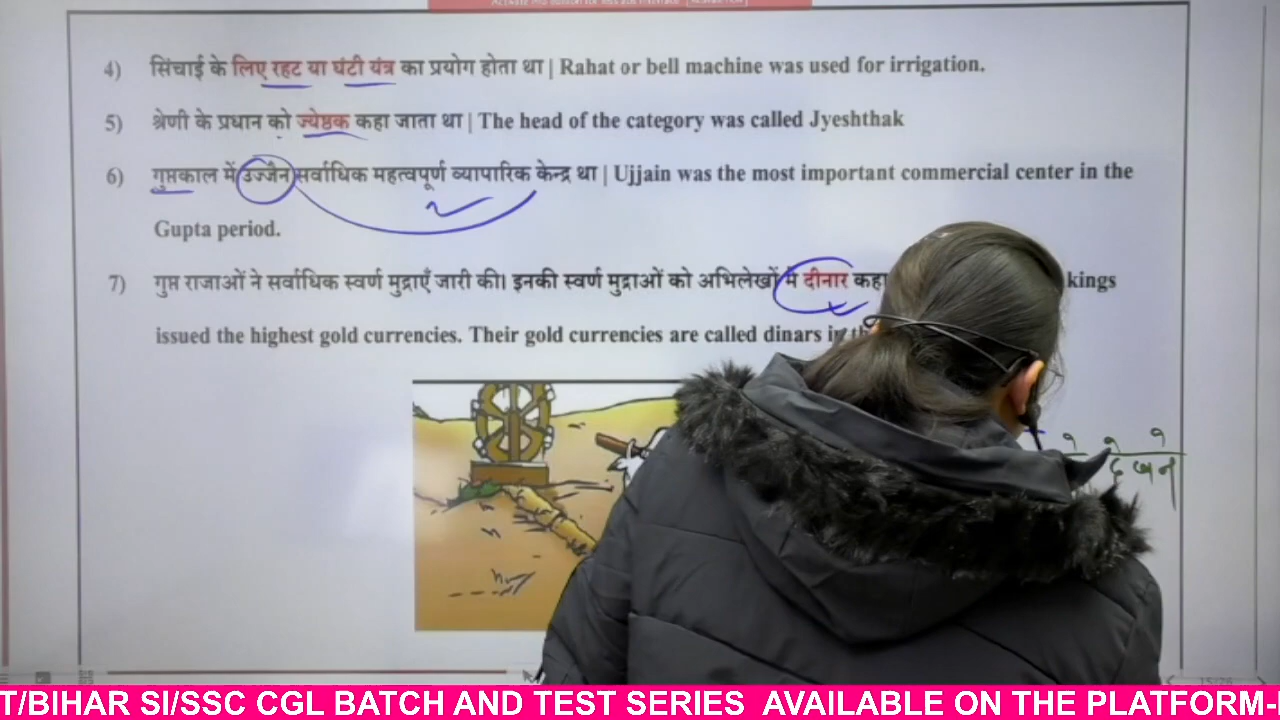 4) सिंचाई के लिए रहट या घंटी यंत्र का प्रयोग होता था | Rahat or bell machine was used for irrigation.
5) श्रेणी के प्रधान को ज्येष्ठक कहा जाता था | The head of the category was called Jyeshthak
6) गुप्तकाल में उज्जैन सर्वाधिक महत्वपूर्ण व्यापारिक केन्द्र था | Ujjain was the most important commercial center in the
Gupta period.
7) गुप्त राजाओं ने सर्वाधिक स्वर्ण मुद्राएँ जारी की। इनकी स्वर्ण मुद्राओं को अभिलेखों में दीनार कहा kings
issued the highest gold currencies. Their gold currencies are called dinars in
T/BIHAR SI/SSC CGL BATCH AND TEST SERIES AVAILABLE ON THE PLATFORM-